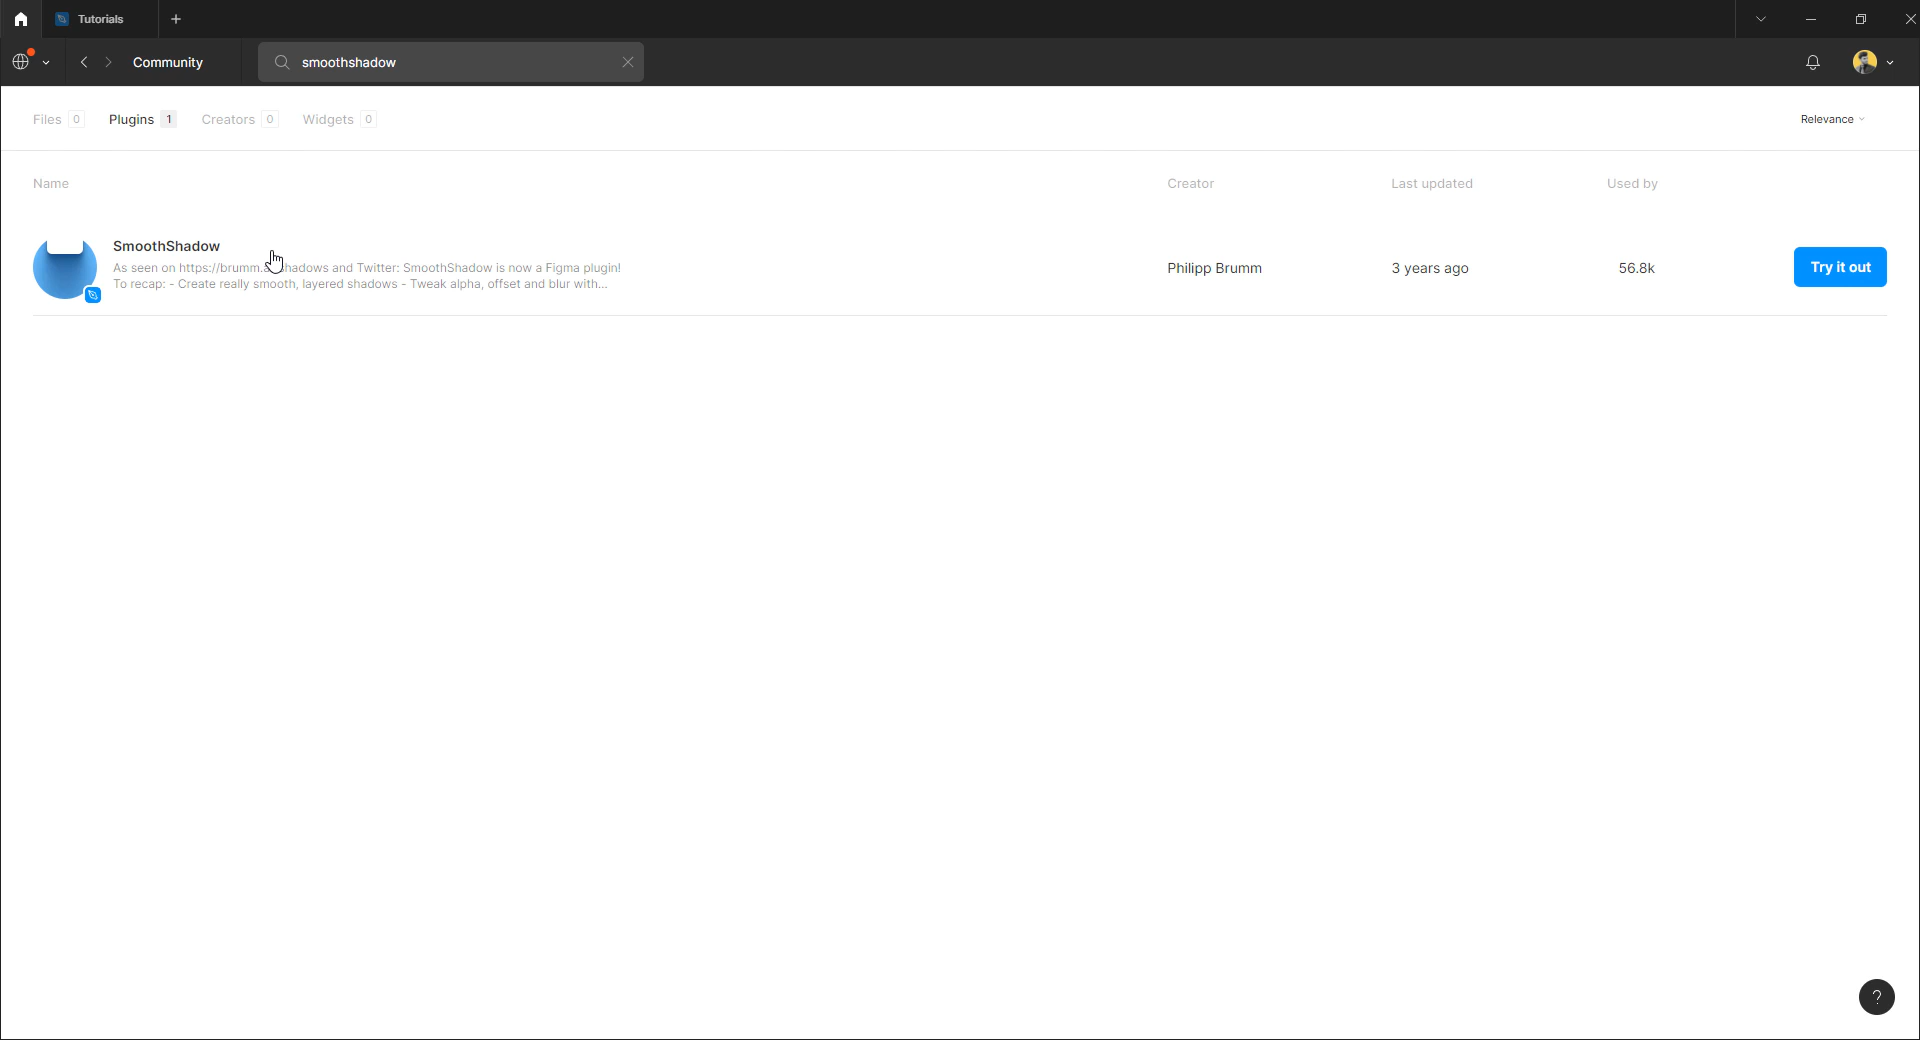 Tutorials
Community
smoothshadow
Files 0 Plugins 1 Creators 0 Widgets 0 Relevance
Name Creator Last updated Used by
SmoothShadow
As seen on https://brumm. hadows and Twitter: SmoothShadow is now a Figma plugin!
To recap: - Create really smooth, layered shadows - Tweak alpha, offset and blur with...
Philipp Brumm 3 years ago 56.8k Try it out
?